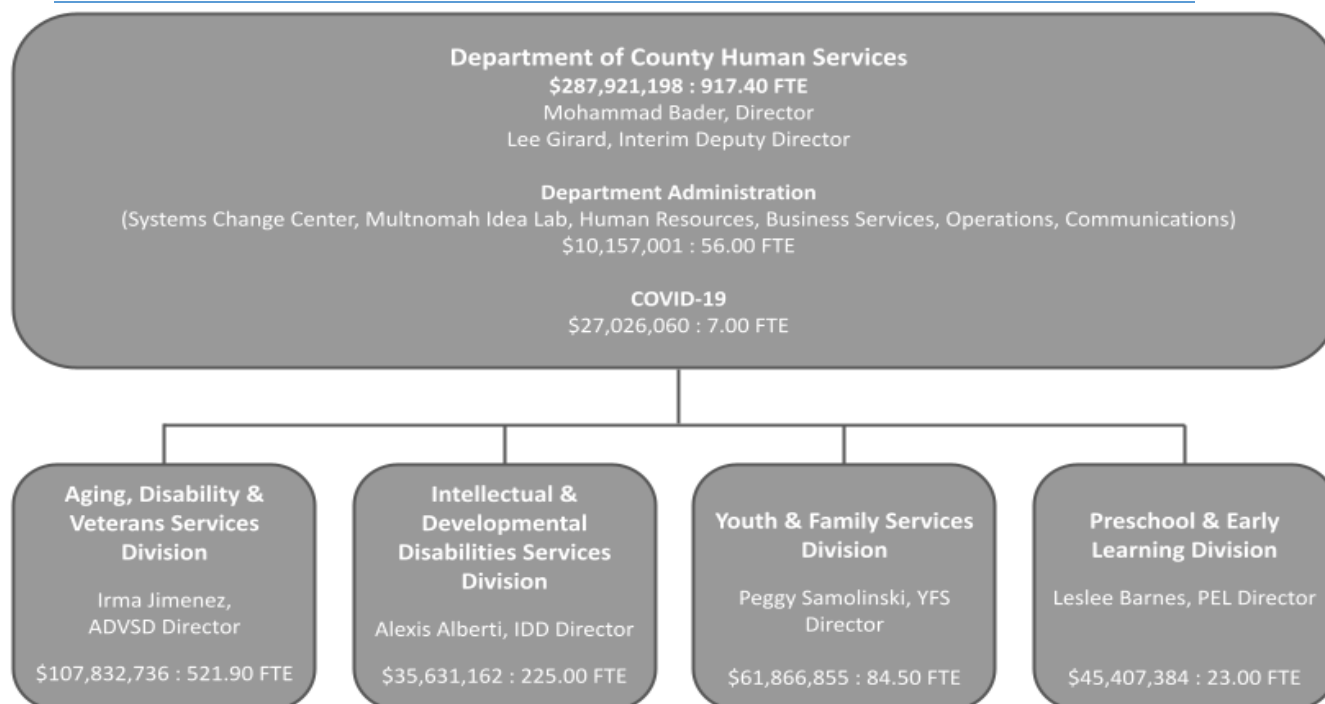 Department of County Human Services
$287,921,198 : 917.40 FTE
Mohammad Bader, Director
Lee Girard, Interim Deputy Director
Department Administration
(Systems Change Center, Multnomah Idea Lab, Human Resources, Business Services, Operations, Communications)
$10,157,001 : 56.00 FTE
COVID-19
$27,026,060 : 7.00 FTE
Aging, Disability &
Veterans Services
Division
Irma Jimenez,
ADVSD Director
$107,832,736 : 521.90 FTE
Intellectual &
Developmental
Disabilities Services
Division
Alexis Alberti, IDD Director
$35,631,162 : 225.00 FTE
Youth & Family Services
Division
Peggy Samolinski, YFS
Director
$61,866,855 : 84.50 FTE
Preschool & Early
Learning Division
Leslee Barnes, PEL Director
$45,407,384 : 23.00 FTE